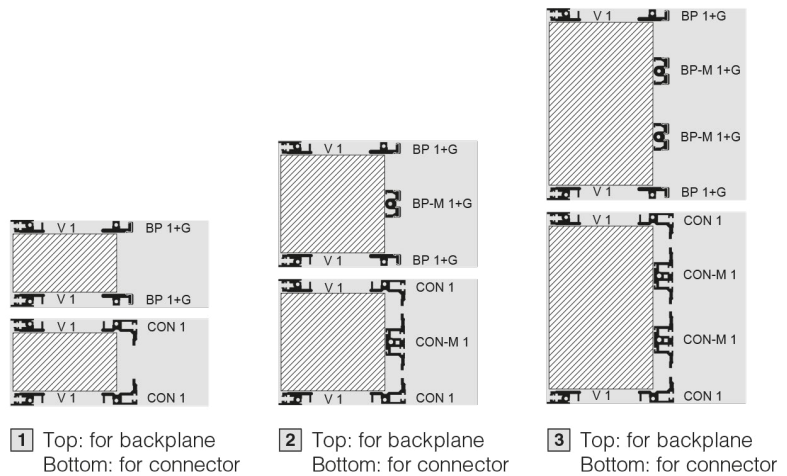 V 1 BP 1+G
V 1 BP 1+G
V 1 CON 1
V 1 CON 1
1 Top: for backplane
Bottom: for connector
V 1 BP 1+G
BP-M 1+G
V 1 BP 1+G
V 1 CON 1
CON-M 1
V 1 CON 1
2 Top: for backplane
Bottom: for connector
V 1 BP 1+G
BP-M 1+G
BP-M 1+G
V 1 BP 1+G
V 1 CON 1
CON-M 1
CON-M 1
V 1 CON 1
3 Top: for backplane
Bottom: for connector